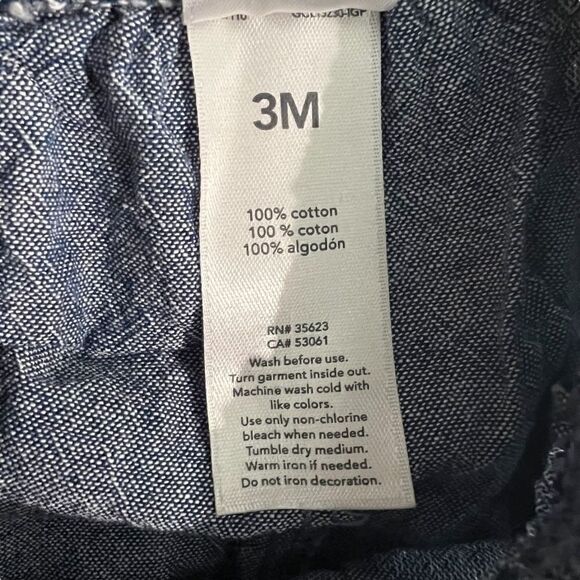 3M
100% cotton
100 % coton
100% algodón
RN# 35623
CA# 53061
Wash before use.
Turn garment inside out.
Machine wash cold with
like colors.
Use only non-chlorine
bleach when needed.
Tumble dry medium.
Warm iron if needed.
Do not iron decoration.